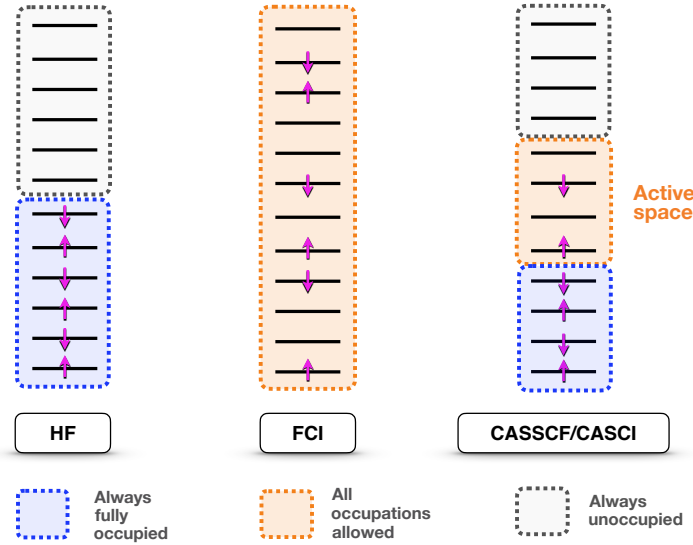 Active
space
HF
FCI
CASSCF/CASCI
Always
fully
occupied
All
occupations
allowed
Always
unoccupied